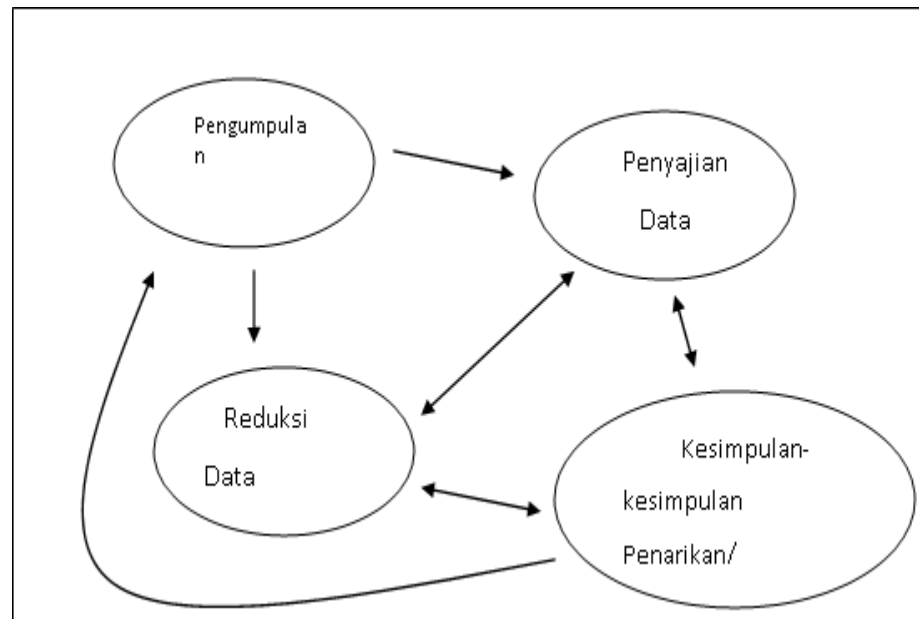 Pengumpula
n
Penyajian
Data
Reduksi
Data
Kesimpulan-
kesimpulan
Penarikan/